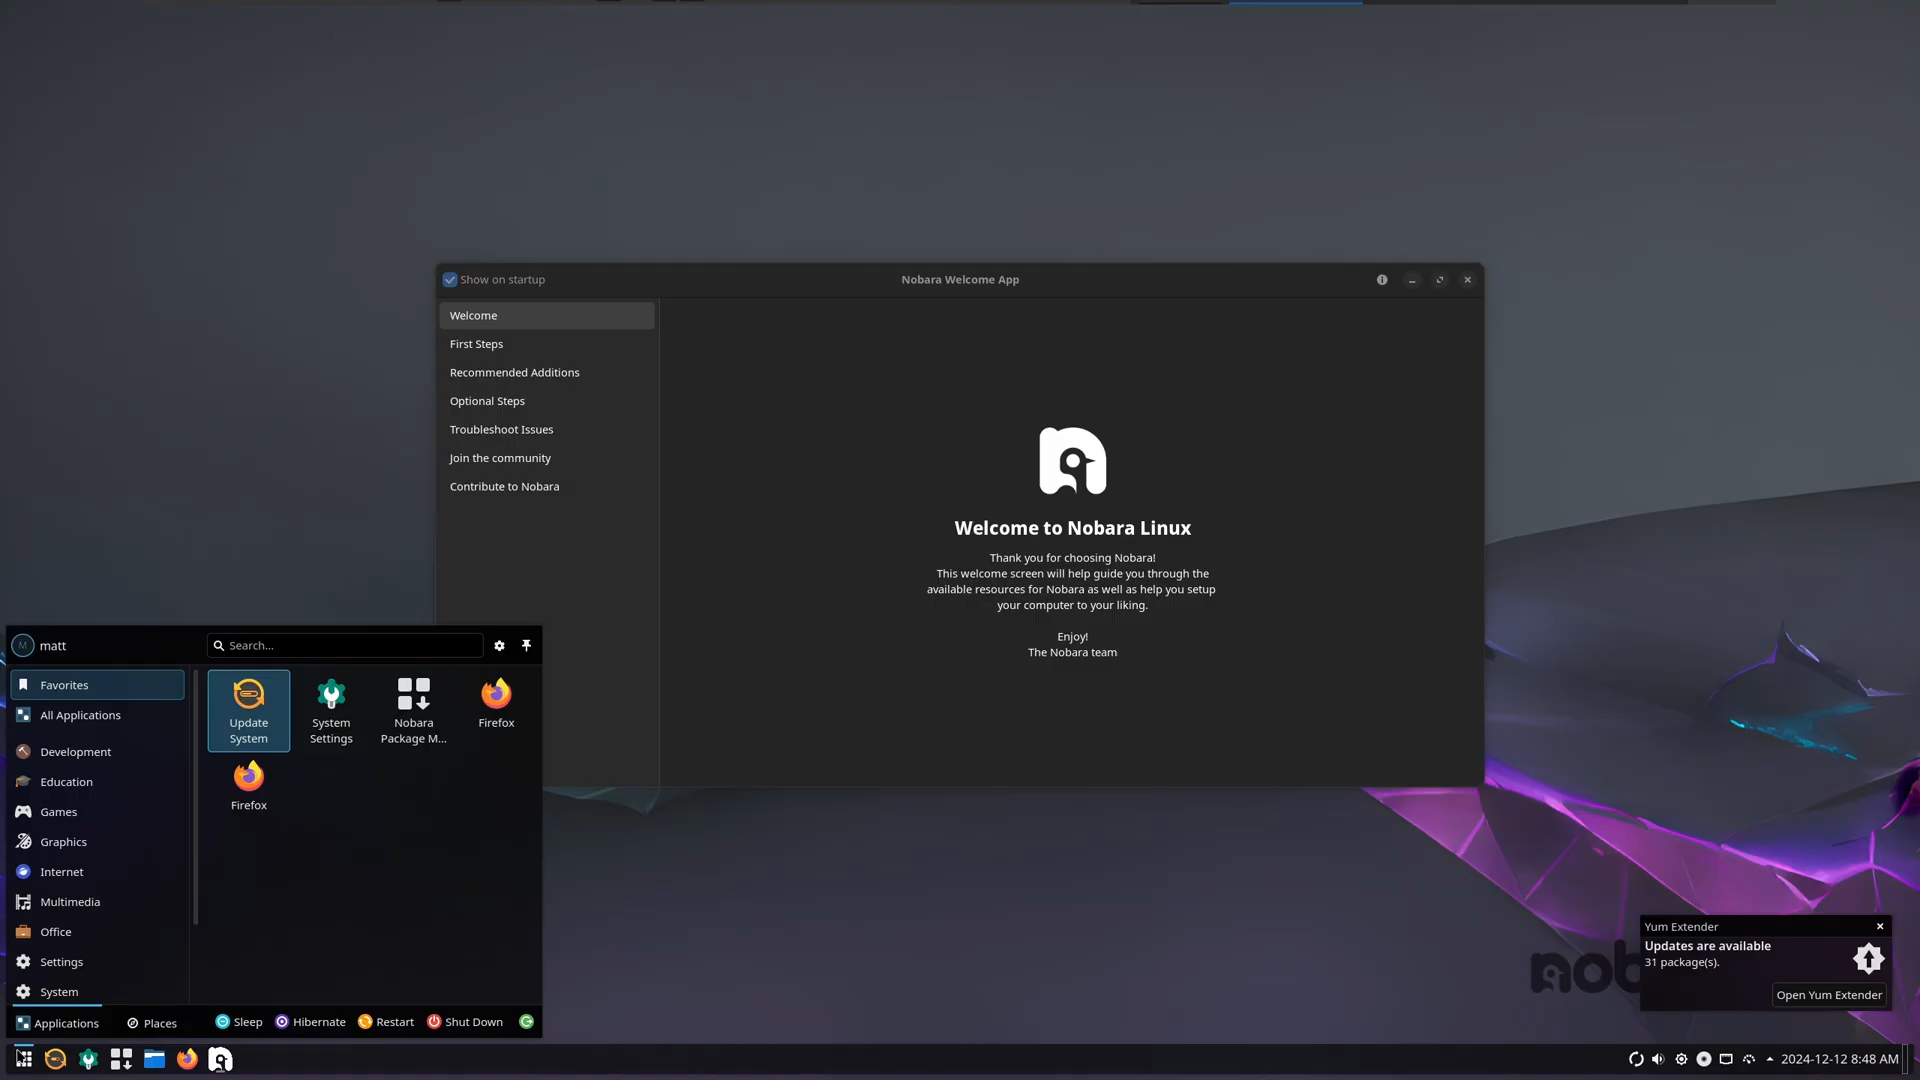 Show on startup
Nobara Welcome App
Welcome
First Steps
Recommended Additions
Optional Steps
Troubleshoot Issues
Join the community
Contribute to Nobara
Welcome to Nobara Linux
Thank you for choosing Nobara!
This welcome screen will help guide you through the
available resources for Nobara as well as help you setup
your computer to your liking.
Enjoy!
The Nobara team
M
matt
Search...
Favorites
All Applications
Development
Education
Games
Graphics
Internet
Multimedia
Office
Settings
System
Update
System
System
Settings
Nobara
Package M...
Firefox
Firefox
Applications
Places
Sleep
Hibernate
Restart
Shut Down
nob
Yum Extender
Updates are available
31 package(s).
Open Yum Extender
2024-12-12 8:48 AM